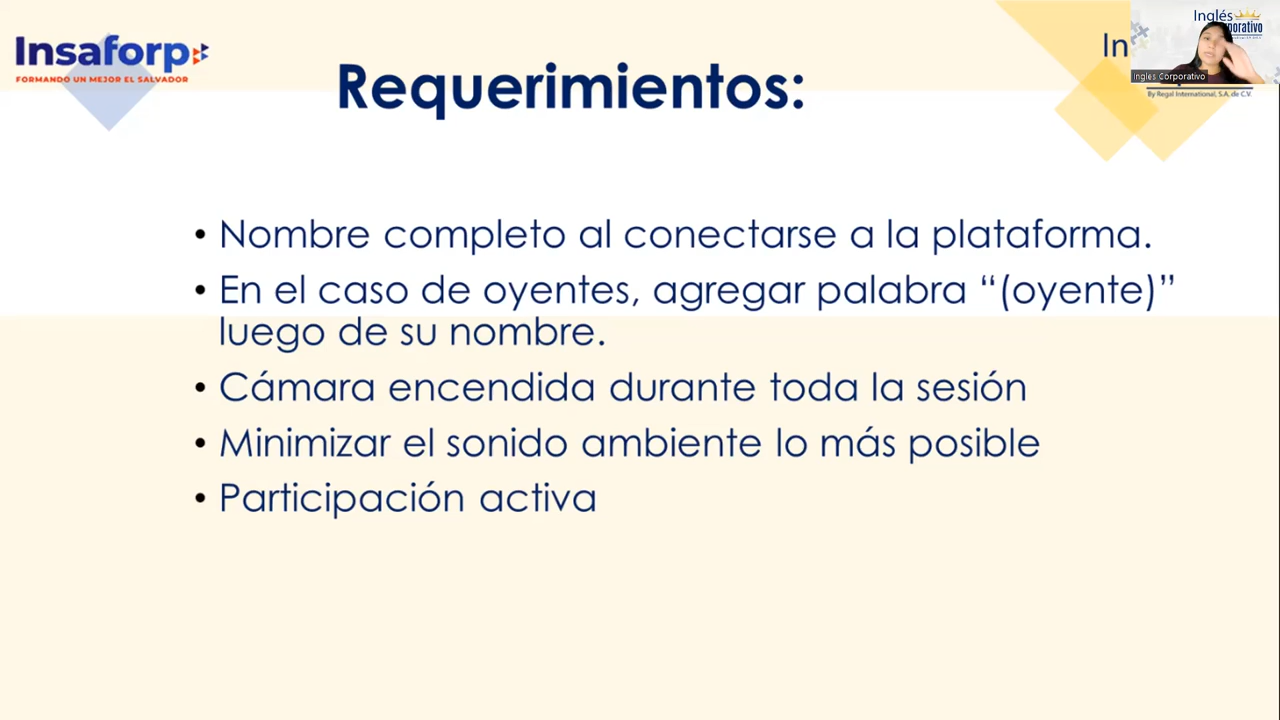 Insaforp
FORMANDO UN MEJOR EL SALVADOR
Requerimientos:
In
Inglés
Ingles Corporativo
By Regal International, S.A. de C.V.
• Nombre completo al conectarse a la plataforma.
• En el caso de oyentes, agregar palabra “(oyente)”
luego de su nombre.
• Cámara encendida durante toda la sesión
• Minimizar el sonido ambiente lo más posible
• Participación activa